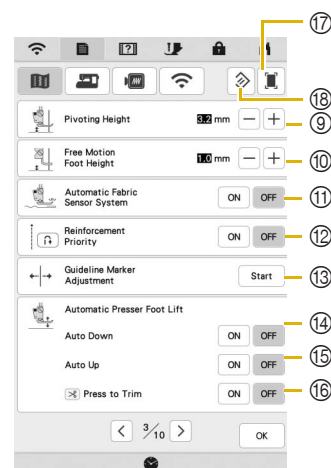 ⑰
⑱
Pivoting Height 3.2 mm − + ⑨
Free Motion
Foot Height 1.0 mm − + ⑩
Automatic Fabric
Sensor System ON OFF ⑪
Reinforcement
Priority ON OFF ⑫
Guideline Marker
Adjustment Start ⑬
Automatic Presser Foot Lift
Auto Down ON OFF ⑭
Auto Up ON OFF ⑮
Press to Trim ON OFF ⑯
< 3/10 > OK